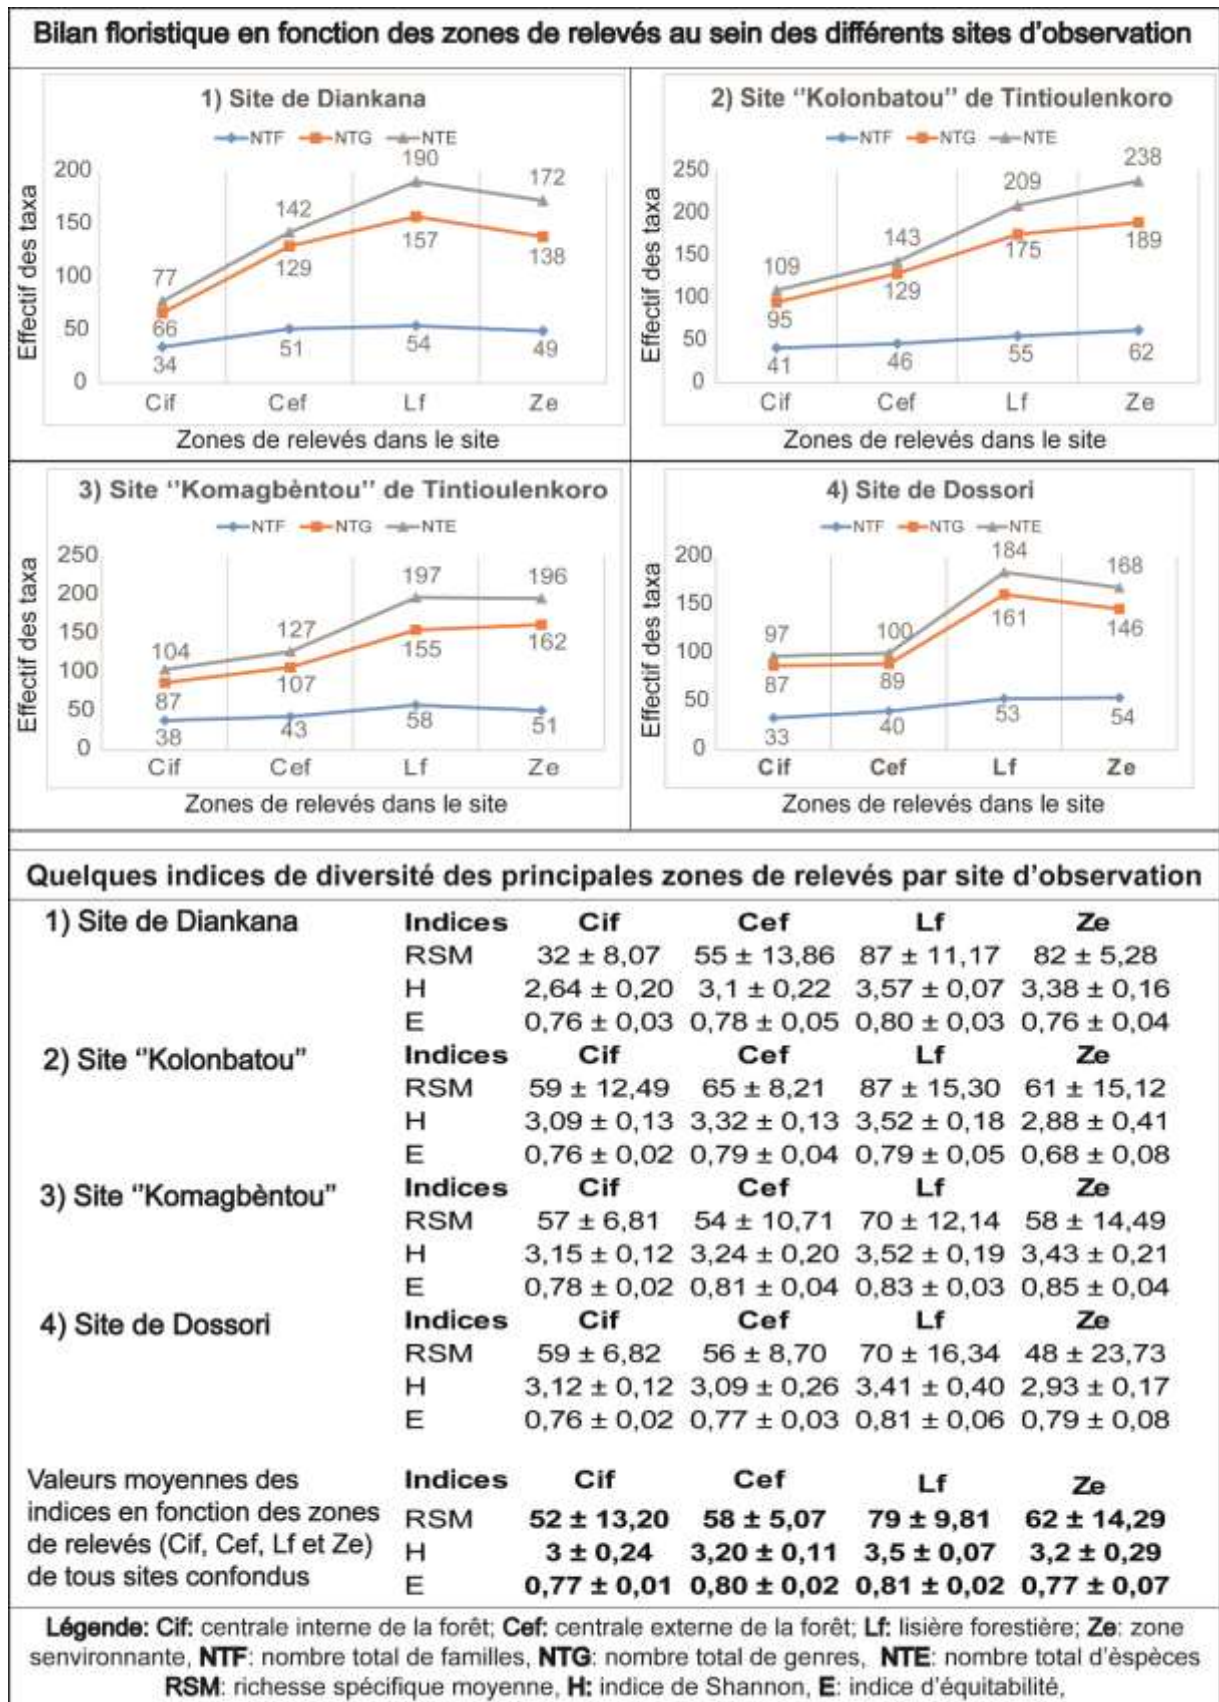 Bilan floristique en fonction des zones de relevés au sein des différents sites d'observation
1) Site de Diankana
NTF NTG NTE
Effectif des taxa
200
150
100
50
0
77 142 190 172
66 129 157 138
34 51 54 49
Cif Cef Lf Ze
Zones de relevés dans le site
2) Site ''Kolonbatou'' de Tintioulenkoro
NTF NTG NTE
Effectif des taxa
250
200
150
100
50
0
109 143 209 238
95 129 175 189
41 46 55 62
Cif Cef Lf Ze
Zones de relevés dans le site
3) Site ''Komagbèntou'' de Tintioulenkoro
NTF NTG NTE
Effectif des taxa
250
200
150
100
50
0
104 127 197 196
87 107 155 162
38 43 58 51
Cif Cef Lf Ze
Zones de relevés dans le site
4) Site de Dossori
NTF NTG NTE
Effectif des taxa
200
150
100
50
0
97 100 184 168
87 89 161 146
33 40 53 54
Cif Cef Lf Ze
Zones de relevés dans le site
Quelques indices de diversité des principales zones de relevés par site d'observation
1) Site de Diankana Indices Cif Cef Lf Ze
RSM 32 ± 8,07 55 ± 13,86 87 ± 11,17 82 ± 5,28
H 2,64 ± 0,20 3,1 ± 0,22 3,57 ± 0,07 3,38 ± 0,16
E 0,76 ± 0,03 0,78 ± 0,05 0,80 ± 0,03 0,76 ± 0,04
2) Site ''Kolonbatou'' Indices Cif Cef Lf Ze
RSM 59 ± 12,49 65 ± 8,21 87 ± 15,30 61 ± 15,12
H 3,09 ± 0,13 3,32 ± 0,13 3,52 ± 0,18 2,88 ± 0,41
E 0,76 ± 0,02 0,79 ± 0,04 0,79 ± 0,05 0,68 ± 0,08
3) Site ''Komagbèntou'' Indices Cif Cef Lf Ze
RSM 57 ± 6,81 54 ± 10,71 70 ± 12,14 58 ± 14,49
H 3,15 ± 0,12 3,24 ± 0,20 3,52 ± 0,19 3,43 ± 0,21
E 0,78 ± 0,02 0,81 ± 0,04 0,83 ± 0,03 0,85 ± 0,04
4) Site de Dossori Indices Cif Cef Lf Ze
RSM 59 ± 6,82 56 ± 8,70 70 ± 16,34 48 ± 23,73
H 3,12 ± 0,12 3,09 ± 0,26 3,41 ± 0,40 2,93 ± 0,17
E 0,76 ± 0,02 0,77 ± 0,03 0,81 ± 0,06 0,79 ± 0,08
Valeurs moyennes des
indices en fonction des zones
de relevés (Cif, Cef, Lf et Ze)
de tous sites confondus
Indices Cif Cef Lf Ze
RSM 52 ± 13,20 58 ± 5,07 79 ± 9,81 62 ± 14,29
H 3 ± 0,24 3,20 ± 0,11 3,5 ± 0,07 3,2 ± 0,29
E 0,77 ± 0,01 0,80 ± 0,02 0,81 ± 0,02 0,77 ± 0,07
Légende: Cif: centrale interne de la forêt; Cef: centrale externe de la forêt; Lf: lisière forestière; Ze: zone
senvironnante, NTF: nombre total de familles, NTG: nombre total de genres, NTE: nombre total d'èspèces
RSM: richesse spécifique moyenne, H: indice de Shannon, E: indice d'équitabilité,